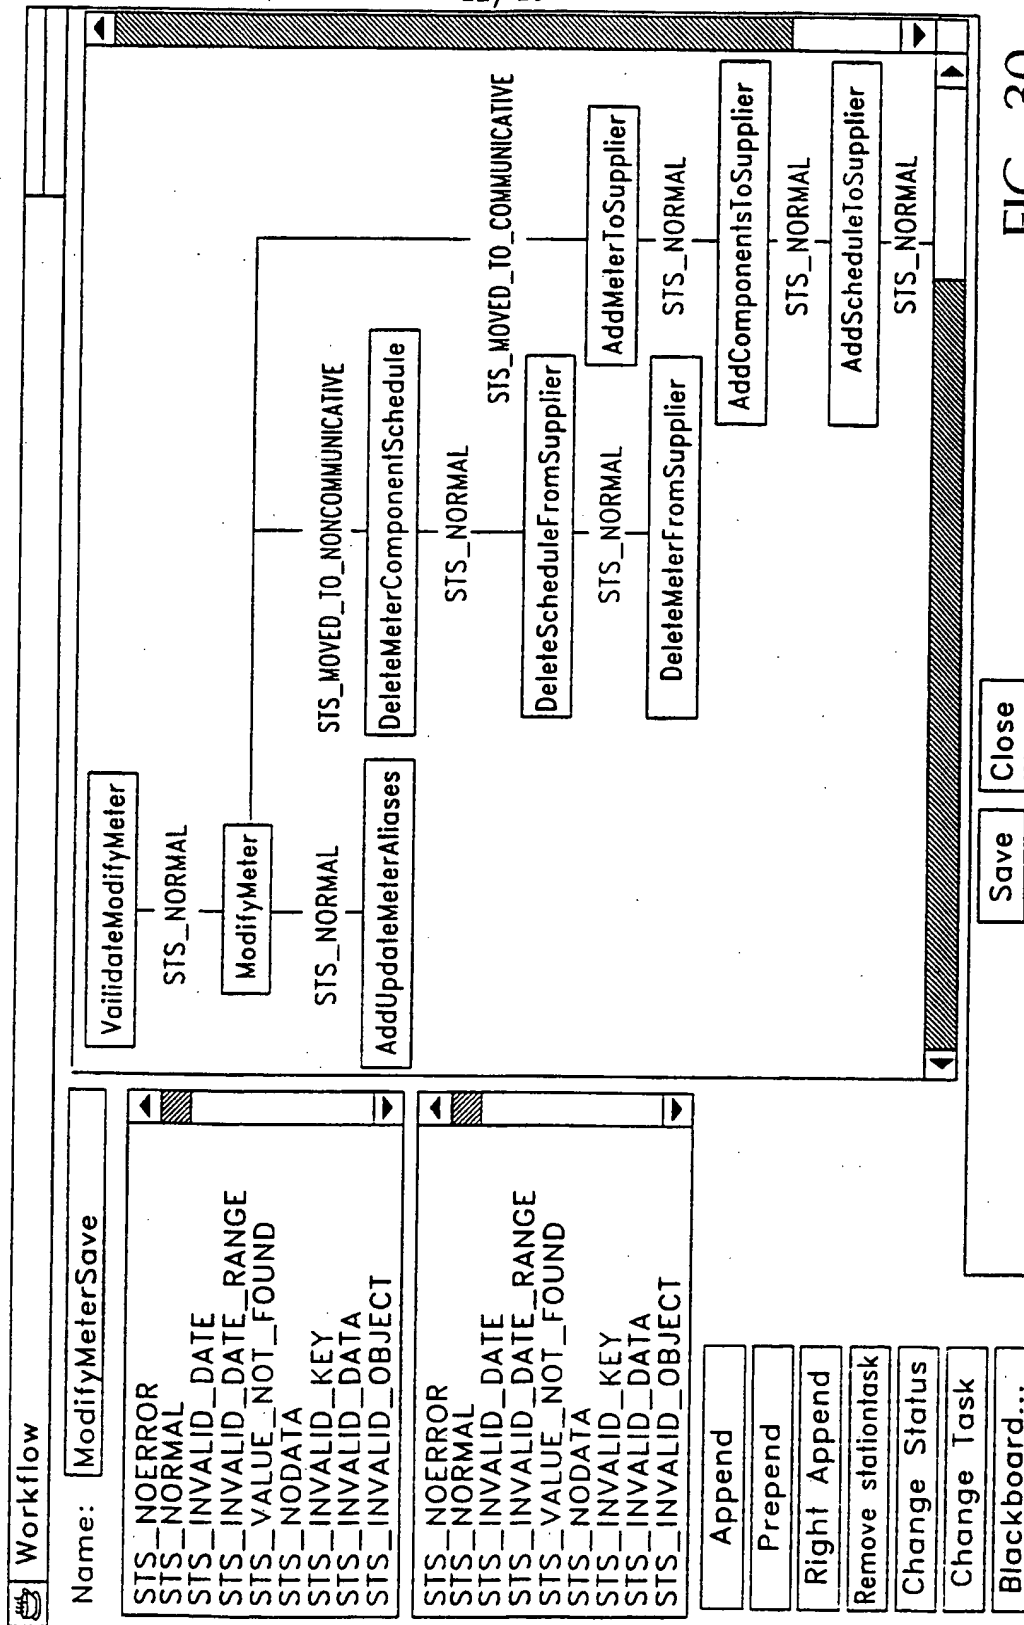 Workflow
Name: ModifyMeterSave
STS_NOERROR
STS_NORMAL
STS_INVALID_DATE
STS_INVALID_DATE_RANGE
STS_VALUE_NOT_FOUND
STS_NODATA
STS_INVALID_KEY
STS_INVALID_DATA
STS_INVALID_OBJECT
STS_NOERROR
STS_NORMAL
STS_INVALID_DATE
STS_INVALID_DATE_RANGE
STS_VALUE_NOT_FOUND
STS_NODATA
STS_INVALID_KEY
STS_INVALID_DATA
STS_INVALID_OBJECT
Append
Prepend
Right Append
Remove stationtask
Change Status
Change Task
Blackboard...
VailidateModifyMeter
STS_NORMAL
ModifyMeter
STS_NORMAL
AddUpdateMeterAliases
STS_MOVED_TO_NONCOMMUNICATIVE
DeleteMeterComponentSchedule
STS_NORMAL
DeleteScheduleFromSupplier
STS_NORMAL
DeleteMeterFromSupplier
STS_MOVED_TO_COMMUNICATIVE
AddMeterToSupplier
STS_NORMAL
AddComponentsToSupplier
STS_NORMAL
AddScheduleToSupplier
STS_NORMAL
Save
Close